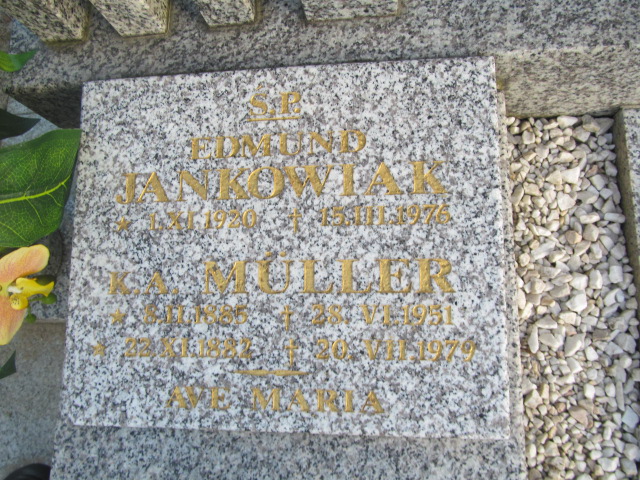 Ś.P.
EDMUND
JANKOWIAK
* 1.XI.1920 + 15.III.1976
K.A. MÜLLER
* 8.II.1885 + 28.VI.1951
* 22.XI.1882 + 20.VII.1979
AVE MARIA